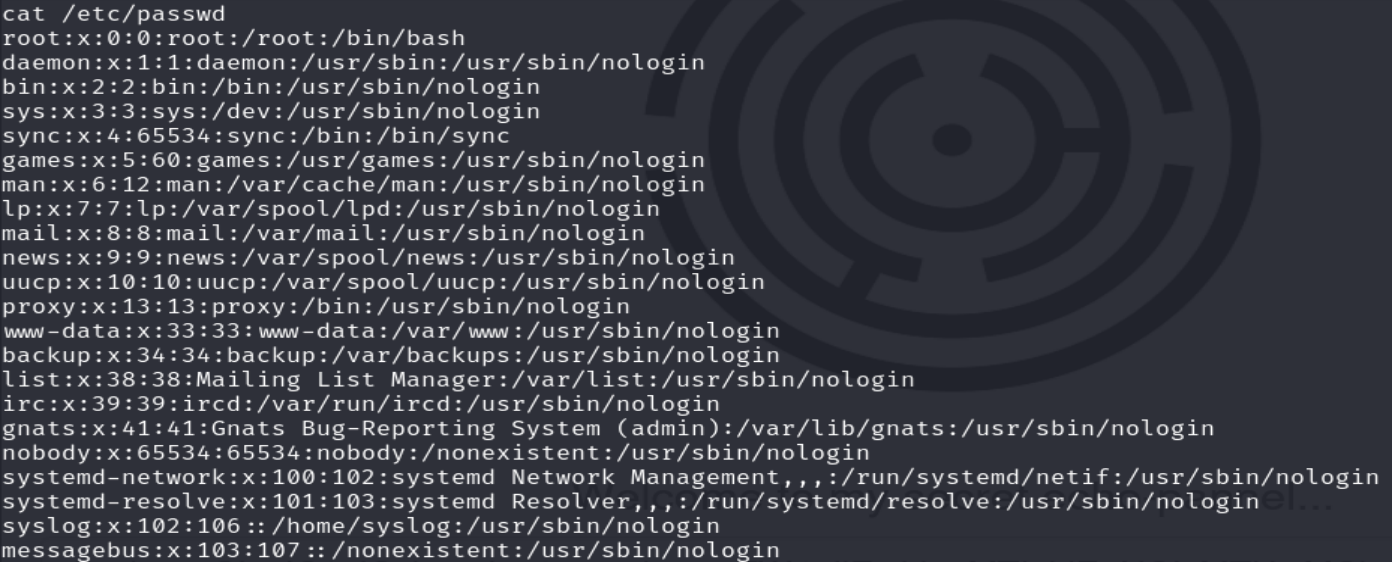 cat /etc/passwd
root:x:0:0:root:/root:/bin/bash
daemon:x:1:1:daemon:/usr/sbin:/usr/sbin/nologin
bin:x:2:2:bin:/bin:/usr/sbin/nologin
sys:x:3:3:sys:/dev:/usr/sbin/nologin
sync:x:4:65534:sync:/bin:/bin/sync
games:x:5:60:games:/usr/games:/usr/sbin/nologin
man:x:6:12:man:/var/cache/man:/usr/sbin/nologin
lp:x:7:7:lp:/var/spool/lpd:/usr/sbin/nologin
mail:x:8:8:mail:/var/mail:/usr/sbin/nologin
news:x:9:9:news:/var/spool/news:/usr/sbin/nologin
uucp:x:10:10:uucp:/var/spool/uucp:/usr/sbin/nologin
proxy:x:13:13:proxy:/bin:/usr/sbin/nologin
www-data:x:33:33:www-data:/var/www:/usr/sbin/nologin
backup:x:34:34:backup:/var/backups:/usr/sbin/nologin
list:x:38:38:Mailing List Manager:/var/list:/usr/sbin/nologin
irc:x:39:39:ircd:/var/run/ircd:/usr/sbin/nologin
gnats:x:41:41:Gnats Bug-Reporting System (admin):/var/lib/gnats:/usr/sbin/nologin
nobody:x:65534:65534:nobody:/nonexistent:/usr/sbin/nologin
systemd-network:x:100:102:systemd Network Management,,,:/run/systemd/netif:/usr/sbin/nologin
systemd-resolve:x:101:103:systemd Resolver,,,:/run/systemd/resolve:/usr/sbin/nologin
syslog:x:102:106::/home/syslog:/usr/sbin/nologin
messagebus:x:103:107::/nonexistent:/usr/sbin/nologin